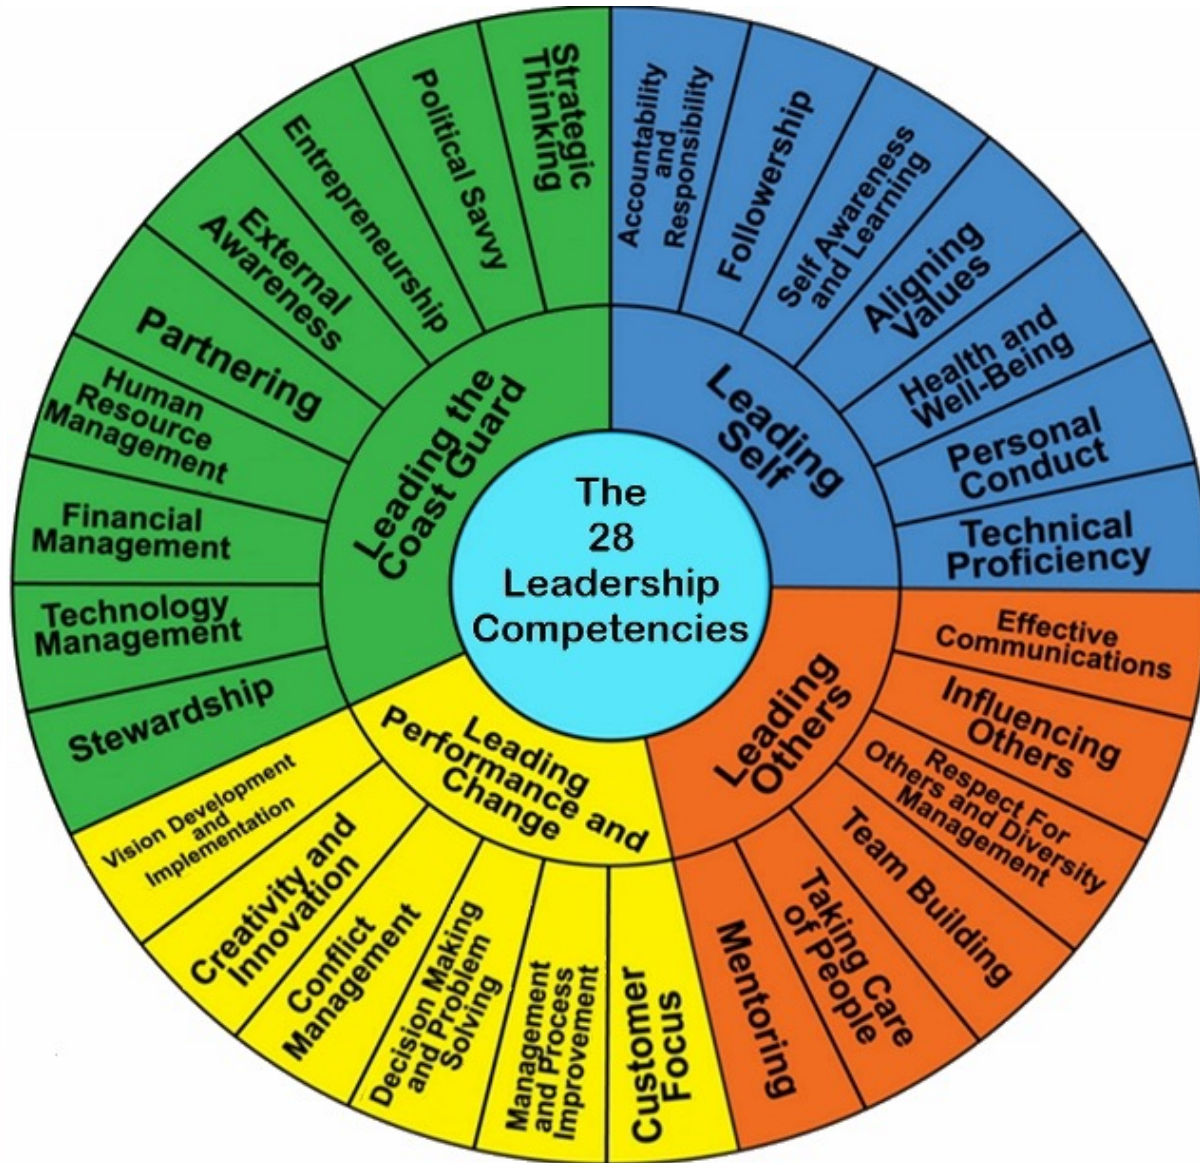 The
28
Leadership
Competencies
Leading
Self
Accountability
and
Responsibility
Followership
Self Awareness
and Learning
Aligning
Values
Health and
Well-Being
Personal
Conduct
Technical
Proficiency
Leading
Others
Effective
Communications
Influencing
Others
Respect For
Others and Diversity
Management
Team Building
Taking Care
of People
Mentoring
Leading
Performance and
Change
Customer
Focus
Management
and Process
Improvement
Decision Making
and Problem
Solving
Conflict
Management
Creativity and
Innovation
Vision Development
and
Implementation
Leading the
Coast Guard
Stewardship
Technology
Management
Financial
Management
Human
Resource
Management
Partnering
External
Awareness
Entrepreneurship
Political Savvy
Strategic
Thinking